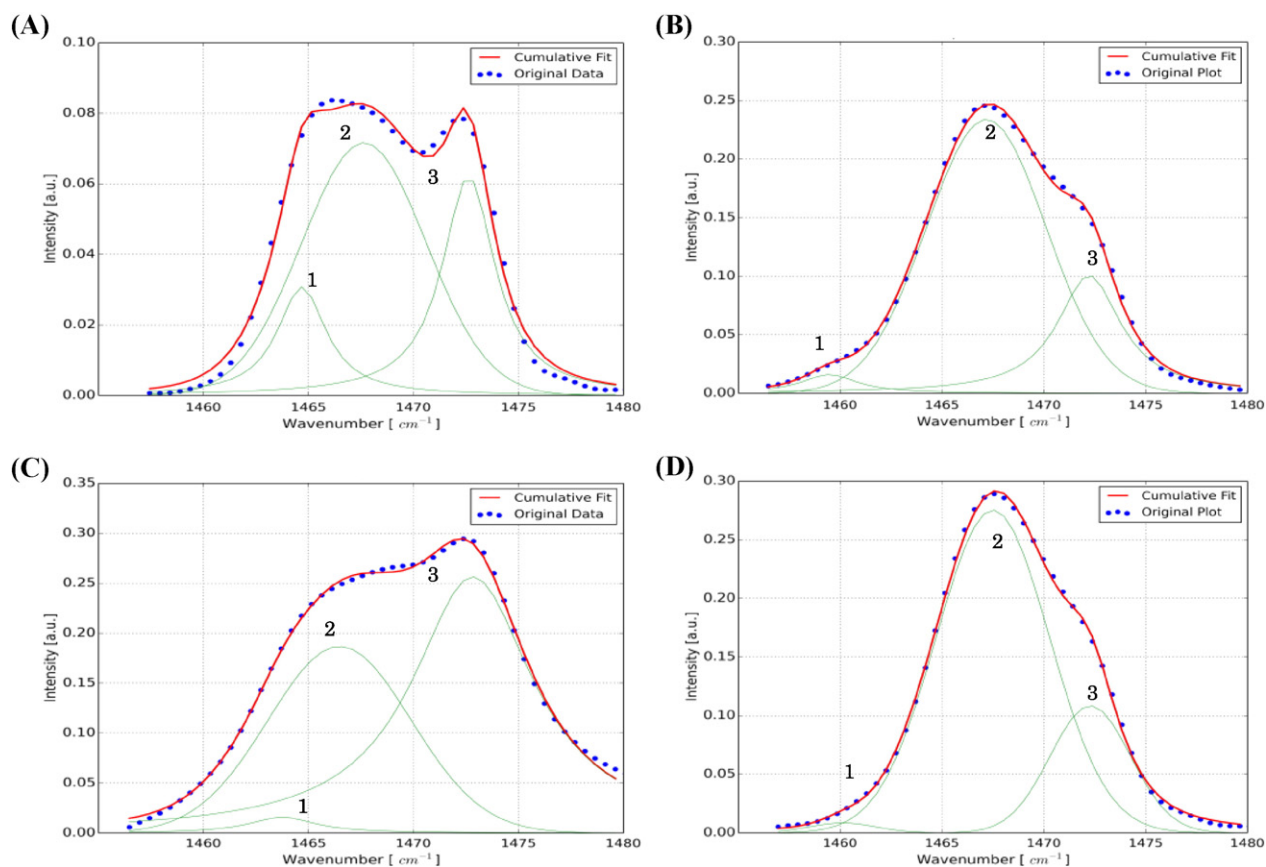 (A)
0.10
0.08
0.06
0.04
0.02
0.00
Intensity [a.u.]
Cumulative Fit
Original Data
1
2
3
1460 1465 1470 1475 1480
Wavenumber [ cm⁻¹ ]
(B)
0.30
0.25
0.20
0.15
0.10
0.05
0.00
Intensity [a.u.]
Cumulative Fit
Original Plot
1
2
3
1460 1465 1470 1475 1480
Wavenumber [ cm⁻¹ ]
(C)
0.35
0.30
0.25
0.20
0.15
0.10
0.05
0.00
Intensity [a.u.]
Cumulative Fit
Original Data
1
2
3
1460 1465 1470 1475 1480
Wavenumber [ cm⁻¹ ]
(D)
0.30
0.25
0.20
0.15
0.10
0.05
0.00
Intensity [a.u.]
Cumulative Fit
Original Plot
1
2
3
1460 1465 1470 1475 1480
Wavenumber [ cm⁻¹ ]